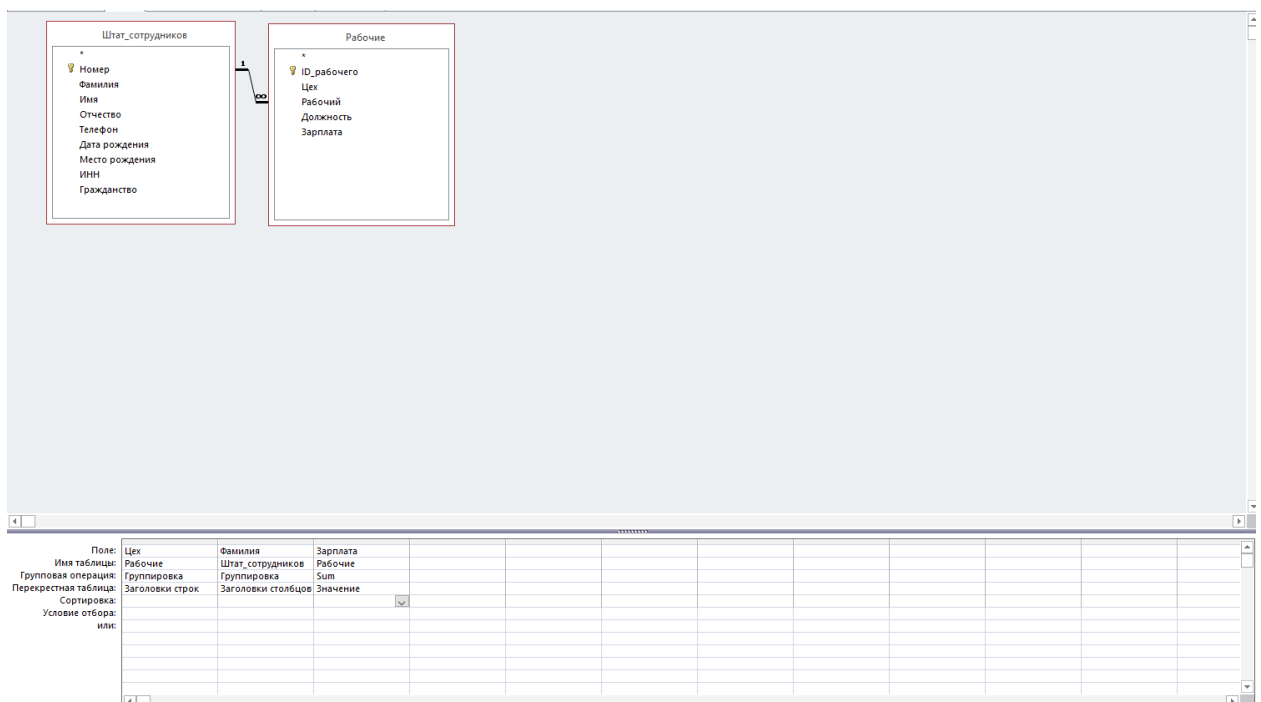 Штат_сотрудников
*
Номер
Фамилия
Имя
Отчество
Телефон
Дата рождения
Место рождения
ИНН
Гражданство
1
∞
Рабочие
*
ID_рабочего
Цех
Рабочий
Должность
Зарплата
Поле: Цех Фамилия Зарплата
Имя таблицы: Рабочие Штат_сотрудников Рабочие
Групповая операция: Группировка Группировка Sum
Перекрестная таблица: Заголовки строк Заголовки столбцов Значение
Сортировка:
Условие отбора:
или: